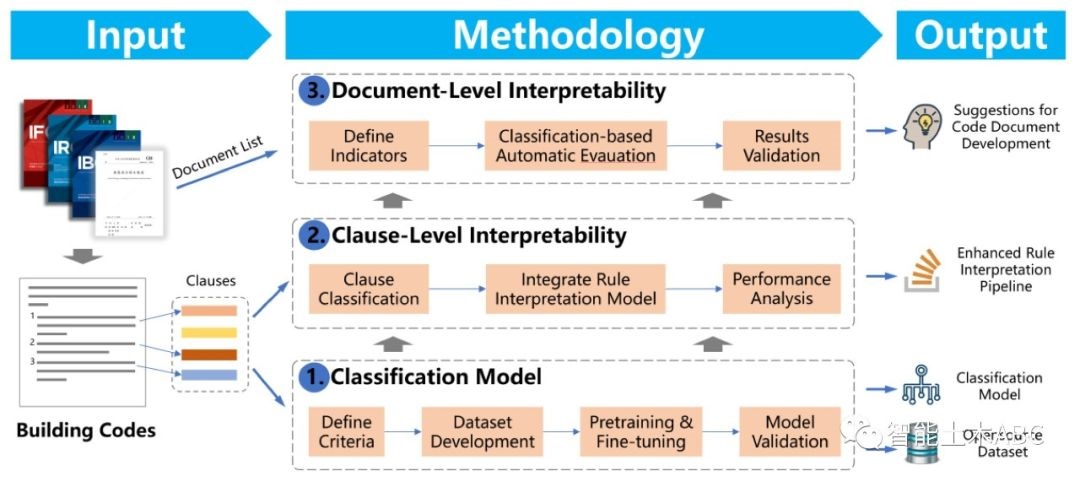 Input
Methodology
Output
IFC
IRC
IBC
GB
Document List
Clauses
1
2
3
Building Codes
3. Document-Level Interpretability
Define
Indicators
Classification-based
Automatic Evauation
Results
Validation
2. Clause-Level Interpretability
Clause
Classification
Integrate Rule
Interpretation Model
Performance
Analysis
1. Classification Model
Define
Criteria
Dataset
Development
Pretraining &
Fine-tuning
Model
Validation
Suggestions for
Code Document
Development
Enhanced Rule
Interpretation
Pipeline
Classification
Model
Opensource
Dataset
智能土木ABC